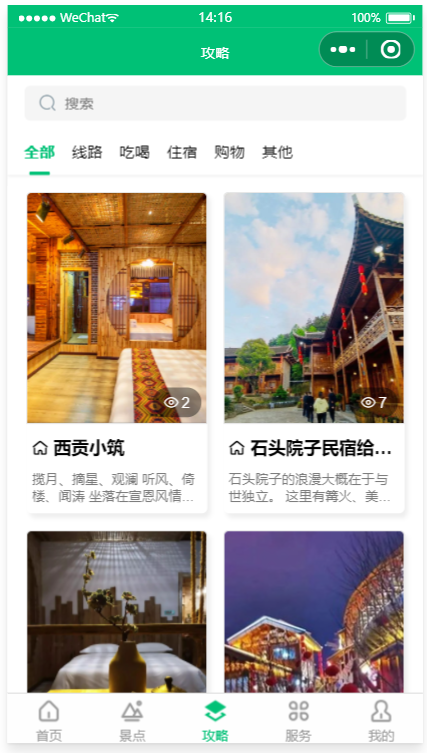 WeChat 14:16 100%
攻略
搜索
全部 线路 吃喝 住宿 购物 其他
2 7
西贡小筑
石头院子民宿给...
揽月、摘星、观澜 听风、倚
楼、闻涛 坐落在宣恩风情...
石头院子的浪漫大概在于与
世独立。 这里有篝火、美...
首页 景点 攻略 服务 我的